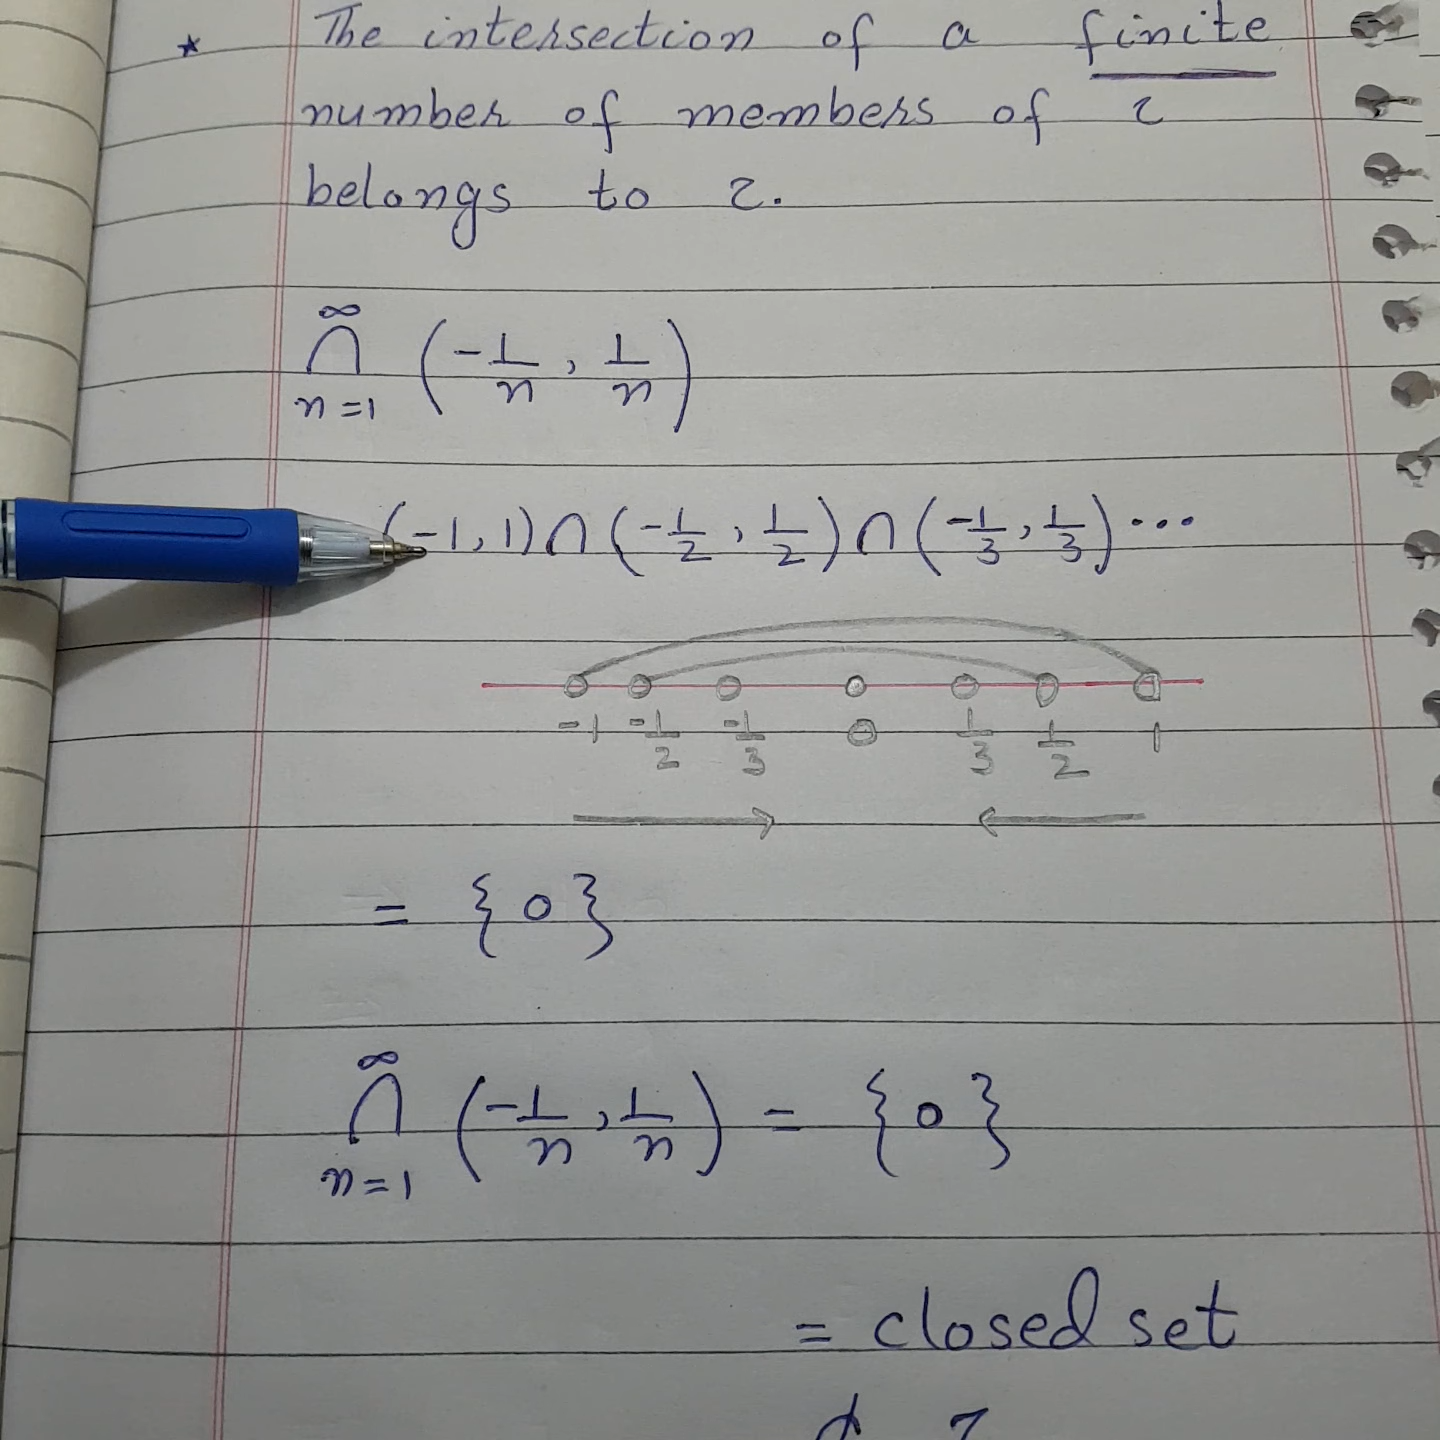 * The intersection of a finite
number of members of τ
belongs to τ.
∞
∩ (-1/n, 1/n)
n=1
(-1,1)∩(-1/2, 1/2)∩(-1/3, 1/3)...
-1 -1/2 -1/3 0 1/3 1/2 1
= {0}
∞
∩ (-1/n, 1/n) = {0}
n=1
= closed set
∉ τ